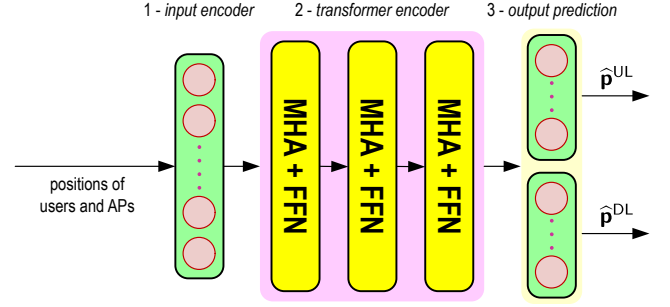 1 - input encoder
2 - transformer encoder
3 - output prediction
positions of
users and APs
MHA + FFN
MHA + FFN
MHA + FFN
p̂^UL
p̂^DL